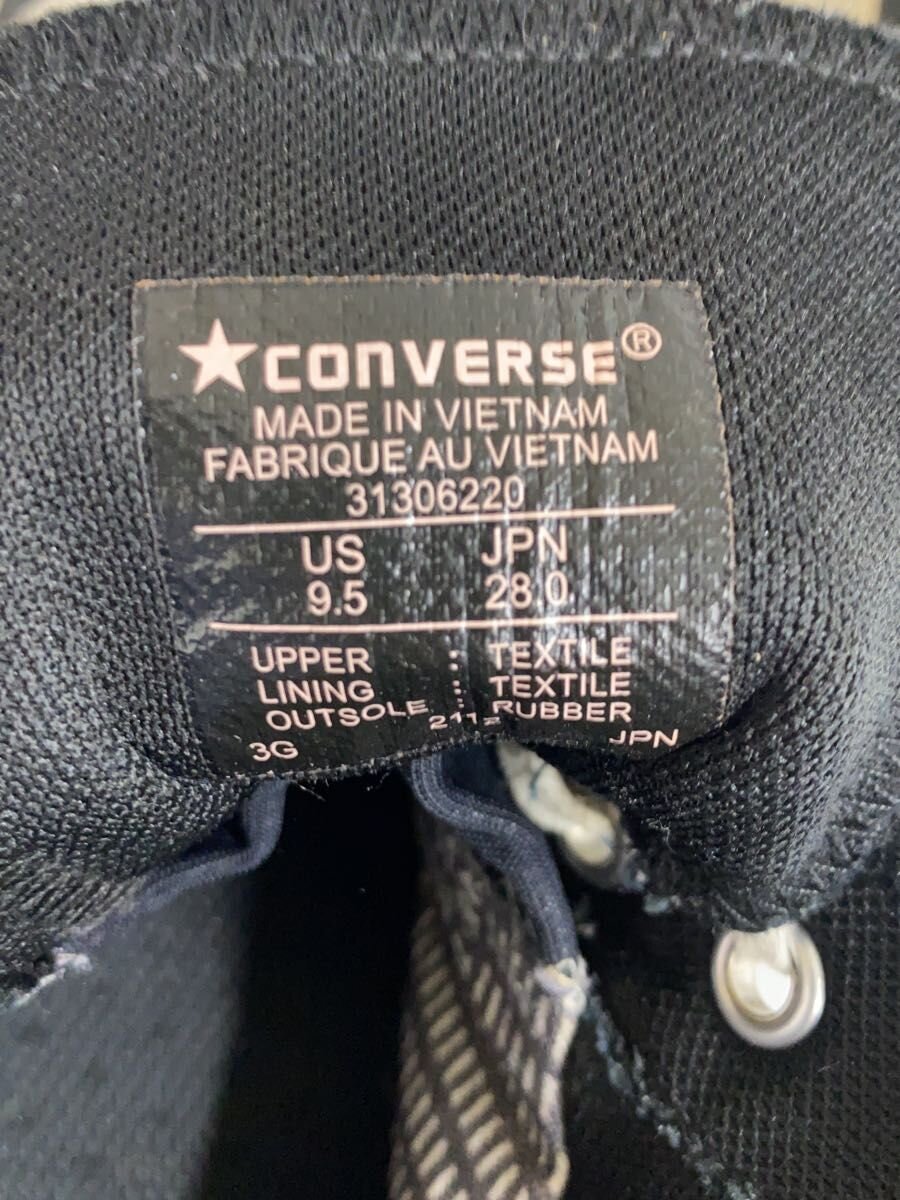 ★CONVERSE®
MADE IN VIETNAM
FABRIQUE AU VIETNAM
31306220
US JPN
9.5 28.0
UPPER : TEXTILE
LINING : TEXTILE
OUTSOLE : RUBBER
3G 2112 JPN